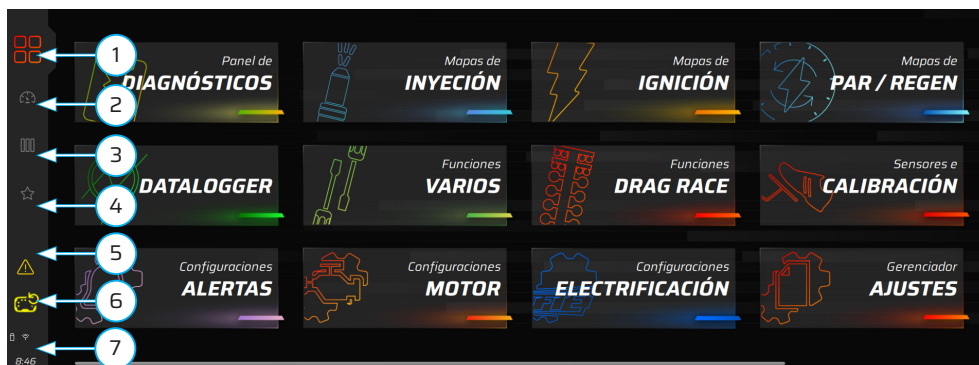 1
2
3
4
5
6
7
8:46
Panel de
DIAGNÓSTICOS
Mapas de
INYECIÓN
Mapas de
IGNICIÓN
Mapas de
PAR / REGEN
DATALOGGER
Funciones
VARIOS
Funciones
DRAG RACE
Sensores e
CALIBRACIÓN
Configuraciones
ALERTAS
Configuraciones
MOTOR
Configuraciones
ELECTRIFICACIÓN
Gerenciador
AJUSTES